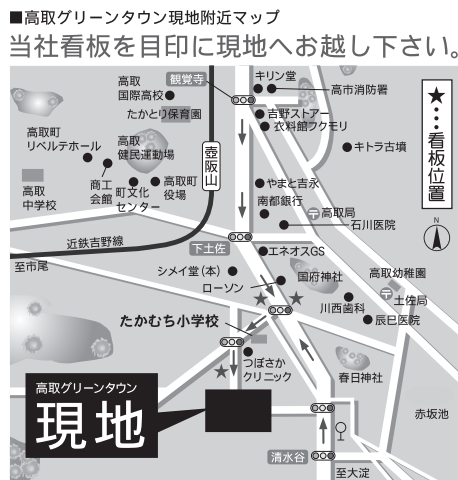 ■高取グリーンタウン現地附近マップ
当社看板を目印に現地へお越し下さい。
高取
国際高校
観覚寺
キリン堂
高市消防署
たかとり保育園
吉野ストアー
衣料館フクモリ
★…看板位置
高取町
リベルテホール
高取
健民運動場
キトラ古墳
壺阪山
商工
会館
町文化
センター
高取町
役場
やまと吉永
高取
中学校
南都銀行
〒高取局
石川医院
N
近鉄吉野線
下土佐
至市尾
エネオスGS
シメイ堂(本)
国府神社
高取幼稚園
ローソン
〒土佐局
川西歯科
辰巳医院
たかむち小学校
★
★
★
つぼさか
クリニック
春日神社
高取グリーンタウン
現地
赤坂池
清水谷
至大淀